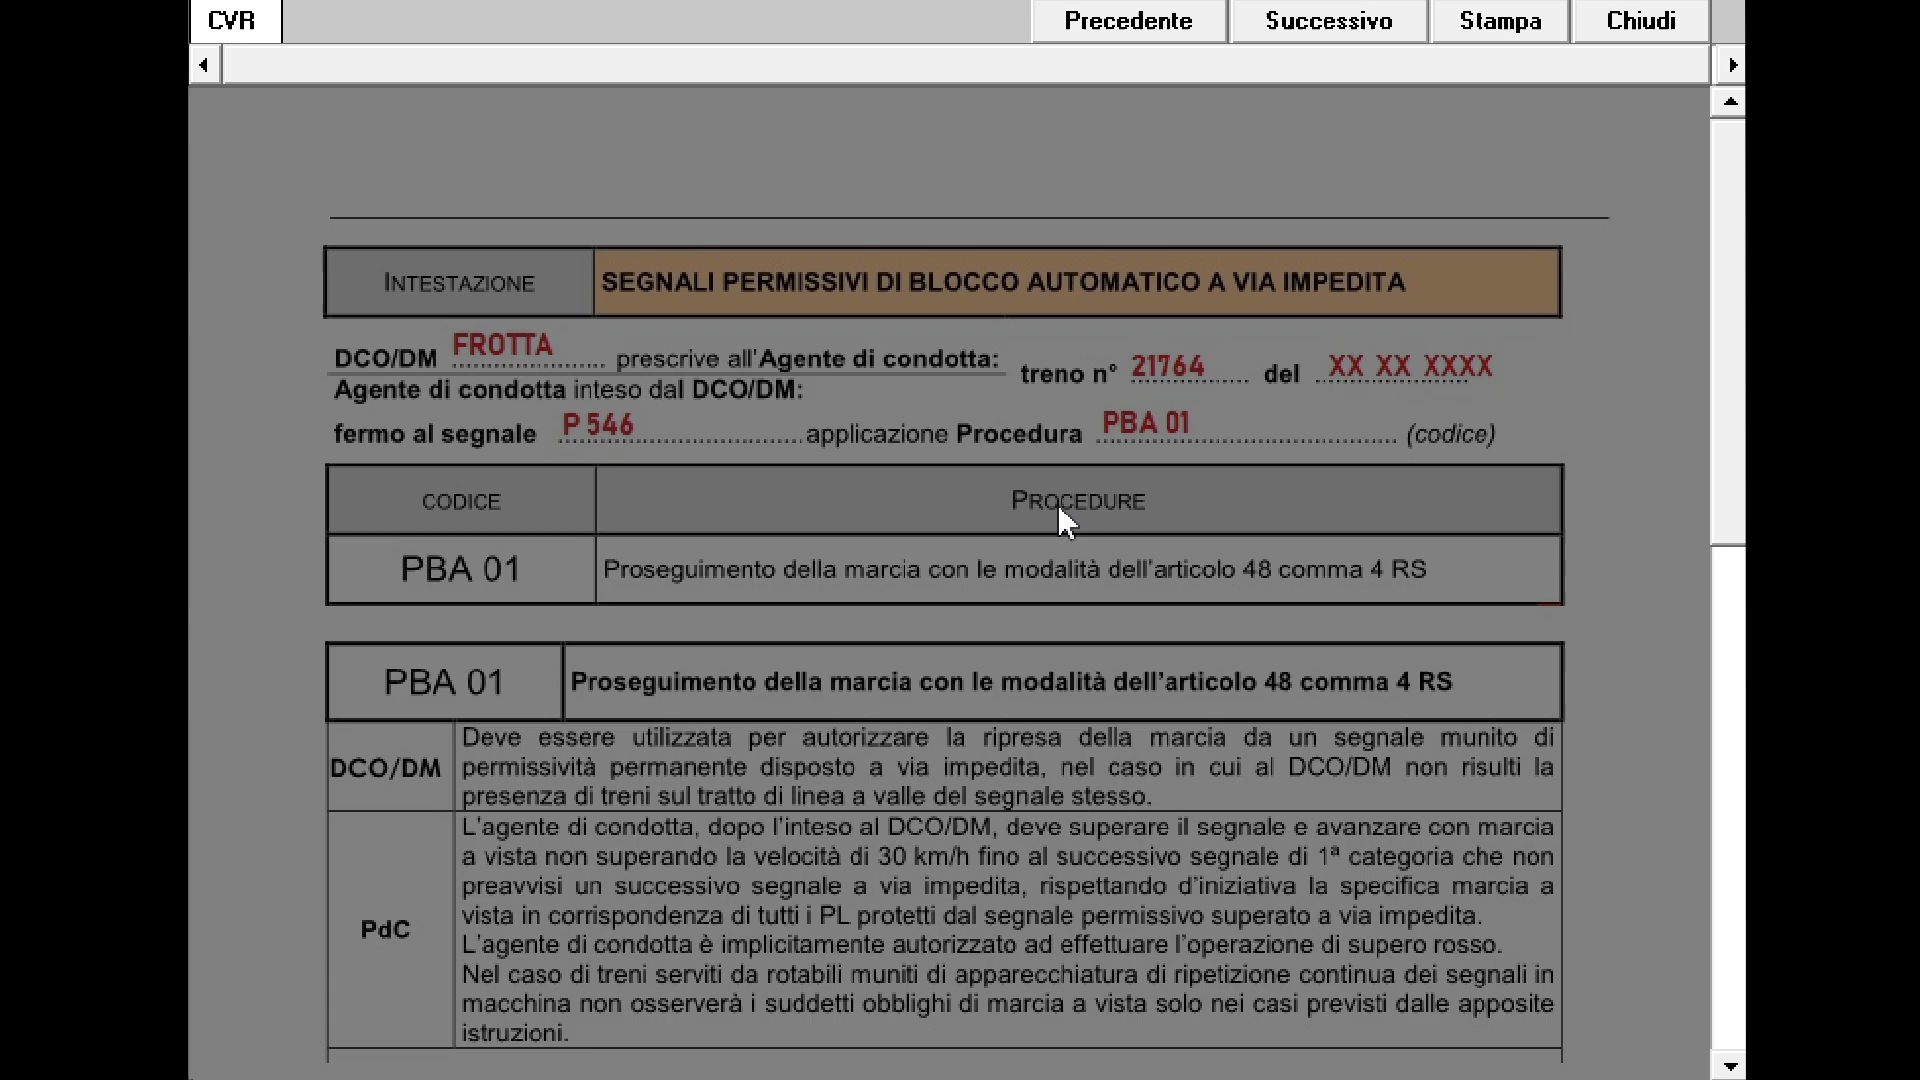 CVR Precedente Successivo Stampa Chiudi
INTESTAZIONE SEGNALI PERMISSIVI DI BLOCCO AUTOMATICO A VIA IMPEDITA
DCO/DM FROTTA prescrive all'Agente di condotta:
Agente di condotta inteso dal DCO/DM:
treno n° 21764 del XX XX XXXX
fermo al segnale P 546 applicazione Procedura PBA 01 (codice)
CODICE PROCEDURE
PBA 01 Proseguimento della marcia con le modalità dell'articolo 48 comma 4 RS
PBA 01 Proseguimento della marcia con le modalità dell'articolo 48 comma 4 RS
DCO/DM
Deve essere utilizzata per autorizzare la ripresa della marcia da un segnale munito di
permissività permanente disposto a via impedita, nel caso in cui al DCO/DM non risulti la
presenza di treni sul tratto di linea a valle del segnale stesso.
PdC
L'agente di condotta, dopo l'inteso al DCO/DM, deve superare il segnale e avanzare con marcia
a vista non superando la velocità di 30 km/h fino al successivo segnale di 1ª categoria che non
preavvisi un successivo segnale a via impedita, rispettando d'iniziativa la specifica marcia a
vista in corrispondenza di tutti i PL protetti dal segnale permissivo superato a via impedita.
L'agente di condotta è implicitamente autorizzato ad effettuare l'operazione di supero rosso.
Nel caso di treni serviti da rotabili muniti di apparecchiatura di ripetizione continua dei segnali in
macchina non osserverà i suddetti obblighi di marcia a vista solo nei casi previsti dalle apposite
istruzioni.